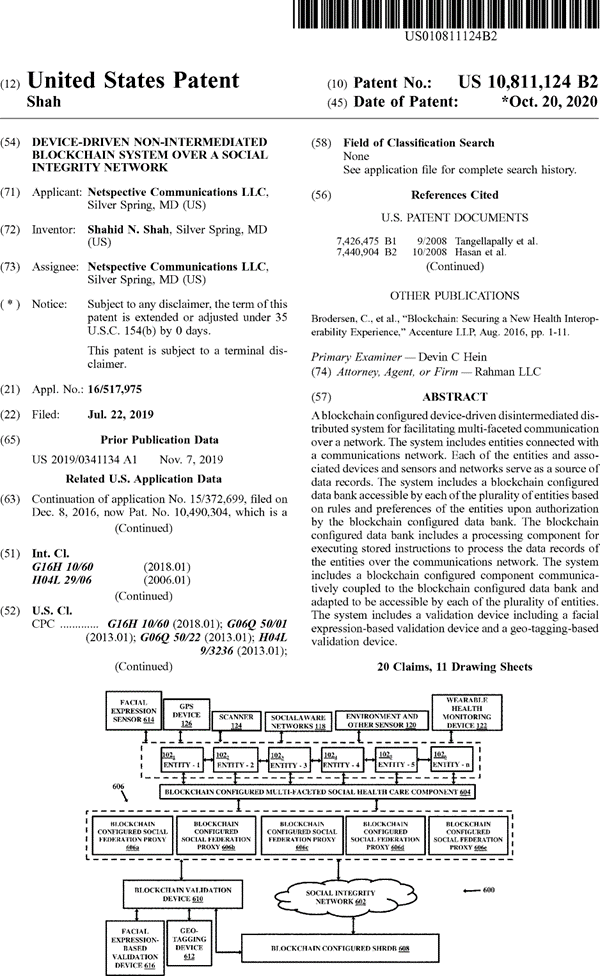 US010811124B2
(12) United States Patent
Shah
(10) Patent No.: US 10,811,124 B2
(45) Date of Patent: *Oct. 20, 2020
(54) DEVICE-DRIVEN NON-INTERMEDIATED
BLOCKCHAIN SYSTEM OVER A SOCIAL
INTEGRITY NETWORK
(71) Applicant: Netspective Communications LLC,
Silver Spring, MD (US)
(72) Inventor: Shahid N. Shah, Silver Spring, MD
(US)
(73) Assignee: Netspective Communications LLC,
Silver Spring, MD (US)
( * ) Notice: Subject to any disclaimer, the term of this
patent is extended or adjusted under 35
U.S.C. 154(b) by 0 days.
This patent is subject to a terminal dis-
claimer.
(21) Appl. No.: 16/517,975
(22) Filed: Jul. 22, 2019
(65) Prior Publication Data
US 2019/0341134 A1 Nov. 7, 2019
Related U.S. Application Data
(63) Continuation of application No. 15/372,699, filed on
Dec. 8, 2016, now Pat. No. 10,490,304, which is a
(Continued)
(51) Int. Cl.
G16H 10/60 (2018.01)
H04L 29/06 (2006.01)
(Continued)
(52) U.S. Cl.
CPC ............. G16H 10/60 (2018.01); G06Q 50/01
(2013.01); G06Q 50/22 (2013.01); H04L
9/3236 (2013.01);
(Continued)
(58) Field of Classification Search
None
See application file for complete search history.
(56) References Cited
U.S. PATENT DOCUMENTS
7,426,475 B1 9/2008 Tangellapally et al.
7,440,904 B2 10/2008 Hasan et al.
(Continued)
OTHER PUBLICATIONS
Brodersen, C., et al., “Blockchain: Securing a New Health Interop-
erability Experience,” Accenture LLP, Aug. 2016, pp. 1-11.
Primary Examiner — Devin C Hein
(74) Attorney, Agent, or Firm — Rahman LLC
(57) ABSTRACT
A blockchain configured device-driven disintermediated dis-
tributed system for facilitating multi-faceted communication
over a network. The system includes entities connected with
a communications network. Each of the entities and asso-
ciated devices and sensors and networks serve as a source of
data records. The system includes a blockchain configured
data bank accessible by each of the plurality of entities based
on rules and preferences of the entities upon authorization
by the blockchain configured data bank. The blockchain
configured data bank includes a processing component for
executing stored instructions to process the data records of
the entities over the communications network. The system
includes a blockchain configured component communica-
tively coupled to the blockchain configured data bank and
adapted to be accessible by each of the plurality of entities.
The system includes a validation device including a facial
expression-based validation device and a geo-tagging-based
validation device.
20 Claims, 11 Drawing Sheets
FACIAL
EXPRESSION
SENSOR 614
GPS
DEVICE
126
SCANNER
124
SOCIALAWARE
NETWORKS 118
ENVIRONMENT AND
OTHER SENSOR 120
WEARABLE
HEALTH
MONITORING
DEVICE 122
102₁
ENTITY - 1
102₂
ENTITY - 2
102₃
ENTITY - 3
102₄
ENTITY - 4
102₅
ENTITY - 5
102ₙ
ENTITY - n
BLOCKCHAIN CONFIGURED MULTI-FACETED SOCIAL HEALTH CARE COMPONENT 604
606
BLOCKCHAIN
CONFIGURED SOCIAL
FEDERATION PROXY
606a
BLOCKCHAIN
CONFIGURED
SOCIAL FEDERATION
PROXY 606b
BLOCKCHAIN
CONFIGURED SOCIAL
FEDERATION PROXY
606c
BLOCKCHAIN
CONFIGURED SOCIAL
FEDERATION PROXY
606d
BLOCKCHAIN
CONFIGURED
SOCIAL FEDERATION
PROXY 606e
BLOCKCHAIN VALIDATION
DEVICE 610
SOCIAL INTEGRITY
NETWORK 602
600
FACIAL
EXPRESSION-
BASED VALIDATION
DEVICE 616
GEO-
TAGGING
DEVICE
612
BLOCKCHAIN CONFIGURED SHRDB 608